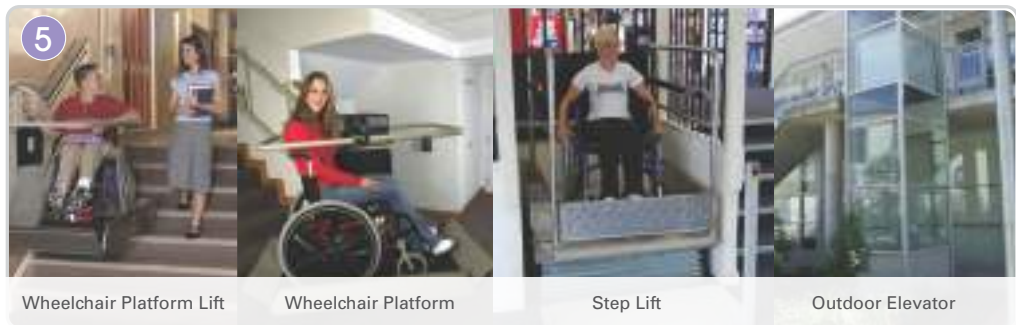 5
Wheelchair Platform Lift
Wheelchair Platform
Step Lift
Outdoor Elevator